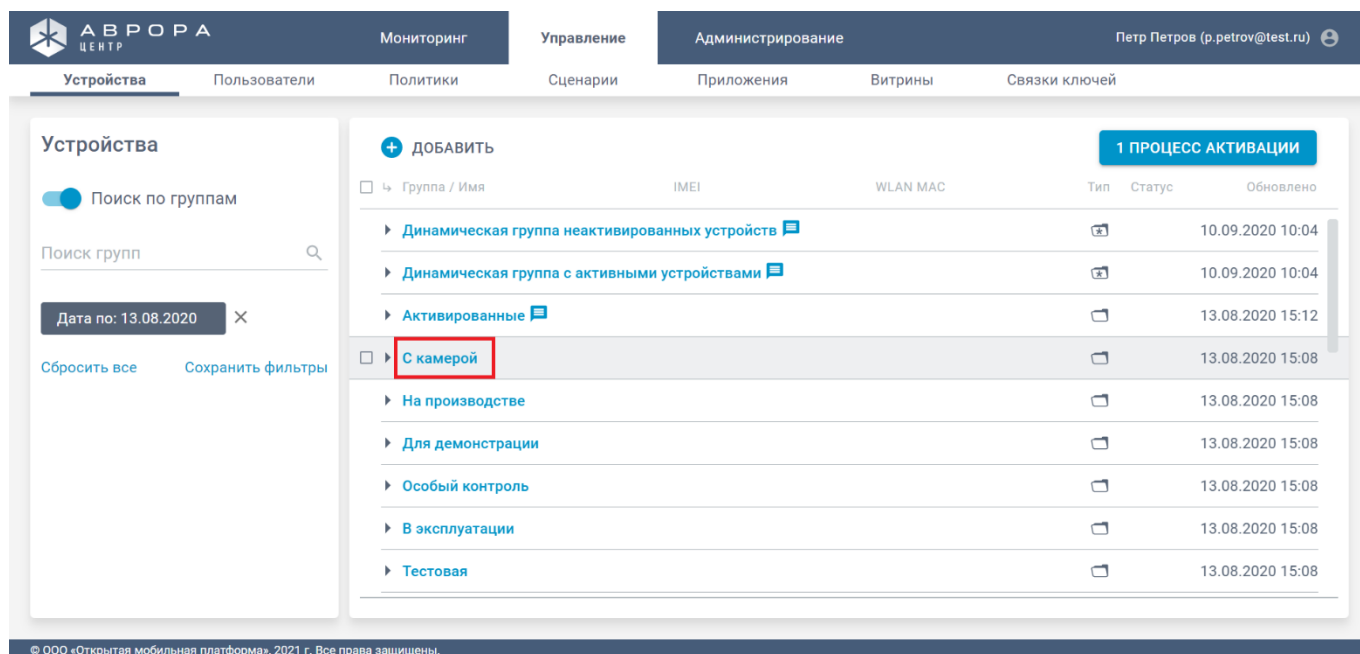 АВРОРА
ЦЕНТР
Мониторинг Управление Администрирование Петр Петров (p.petrov@test.ru)
Устройства Пользователи Политики Сценарии Приложения Витрины Связки ключей
Устройства
Поиск по группам
Поиск групп
Дата по: 13.08.2020
Сбросить все Сохранить фильтры
ДОБАВИТЬ 1 ПРОЦЕСС АКТИВАЦИИ
Группа / Имя IMEI WLAN MAC Тип Статус Обновлено
Динамическая группа неактивированных устройств 10.09.2020 10:04
Динамическая группа с активными устройствами 10.09.2020 10:04
Активированные 13.08.2020 15:12
С камерой 13.08.2020 15:08
На производстве 13.08.2020 15:08
Для демонстрации 13.08.2020 15:08
Особый контроль 13.08.2020 15:08
В эксплуатации 13.08.2020 15:08
Тестовая 13.08.2020 15:08
© ООО «Открытая мобильная платформа», 2021 г. Все права защищены.